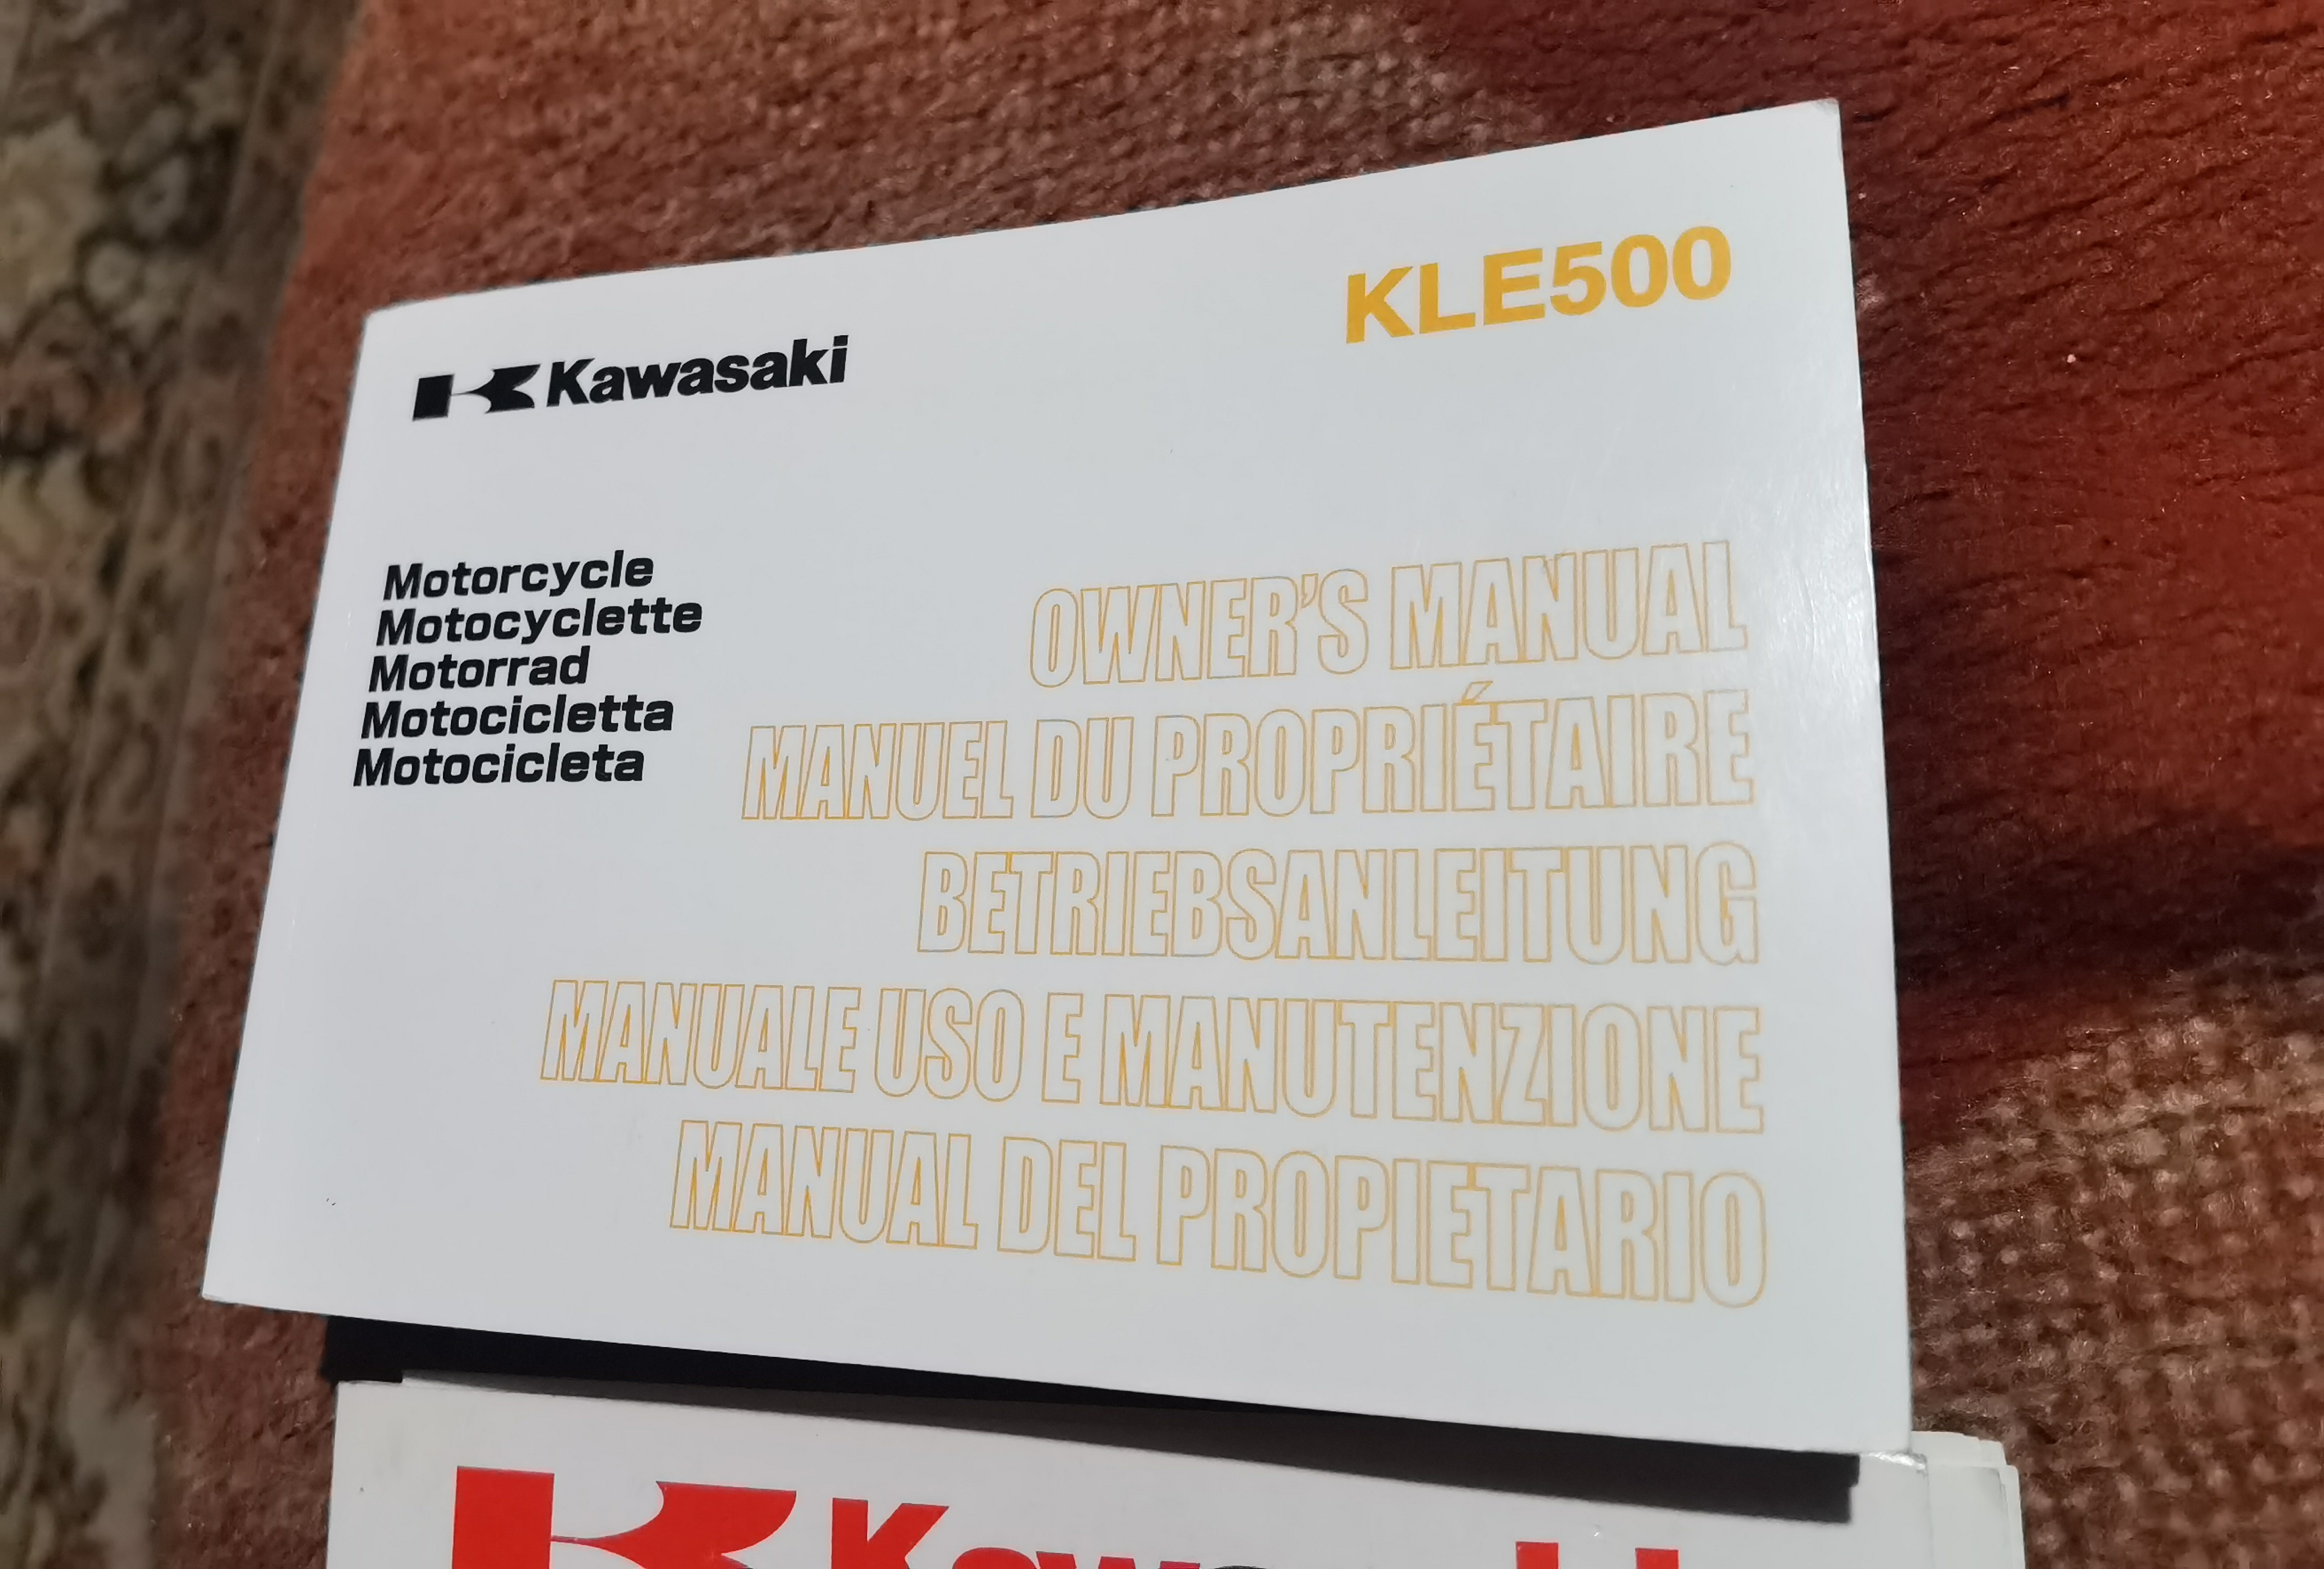 Kawasaki
KLE500
Motorcycle
Motocyclette
Motorrad
Motocicletta
Motocicleta
OWNER'S MANUAL
MANUEL DU PROPRIÉTAIRE
BETRIEBSANLEITUNG
MANUALE USO E MANUTENZIONE
MANUAL DEL PROPIETARIO
Kawasaki